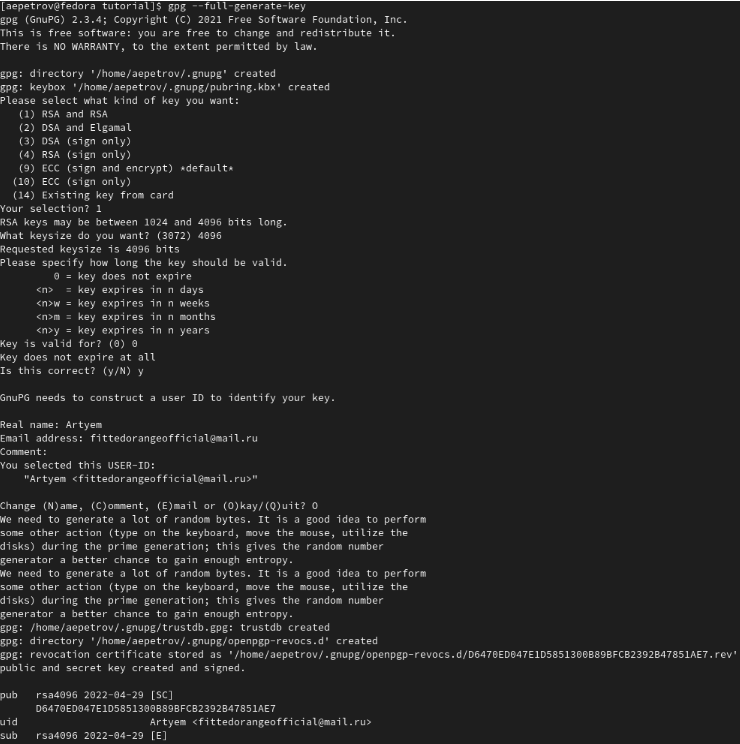 [aepetrov@fedora tutorial]$ gpg --full-generate-key
gpg (GnuPG) 2.3.4; Copyright (C) 2021 Free Software Foundation, Inc.
This is free software: you are free to change and redistribute it.
There is NO WARRANTY, to the extent permitted by law.

gpg: directory '/home/aepetrov/.gnupg' created
gpg: keybox '/home/aepetrov/.gnupg/pubring.kbx' created
Please select what kind of key you want:
   (1) RSA and RSA
   (2) DSA and Elgamal
   (3) DSA (sign only)
   (4) RSA (sign only)
   (9) ECC (sign and encrypt) *default*
  (10) ECC (sign only)
  (14) Existing key from card
Your selection? 1
RSA keys may be between 1024 and 4096 bits long.
What keysize do you want? (3072) 4096
Requested keysize is 4096 bits
Please specify how long the key should be valid.
         0 = key does not expire
      <n>  = key expires in n days
      <n>w = key expires in n weeks
      <n>m = key expires in n months
      <n>y = key expires in n years
Key is valid for? (0) 0
Key does not expire at all
Is this correct? (y/N) y

GnuPG needs to construct a user ID to identify your key.

Real name: Artyem
Email address: fittedorangeofficial@mail.ru
Comment:
You selected this USER-ID:
    "Artyem <fittedorangeofficial@mail.ru>"

Change (N)ame, (C)omment, (E)mail or (O)kay/(Q)uit? O
We need to generate a lot of random bytes. It is a good idea to perform
some other action (type on the keyboard, move the mouse, utilize the
disks) during the prime generation; this gives the random number
generator a better chance to gain enough entropy.
We need to generate a lot of random bytes. It is a good idea to perform
some other action (type on the keyboard, move the mouse, utilize the
disks) during the prime generation; this gives the random number
generator a better chance to gain enough entropy.
gpg: /home/aepetrov/.gnupg/trustdb.gpg: trustdb created
gpg: directory '/home/aepetrov/.gnupg/openpgp-revocs.d' created
gpg: revocation certificate stored as '/home/aepetrov/.gnupg/openpgp-revocs.d/D6470ED047E1D5851300B89BFCB2392B47851AE7.rev'
public and secret key created and signed.

pub   rsa4096 2022-04-29 [SC]
      D6470ED047E1D5851300B89BFCB2392B47851AE7
uid                      Artyem <fittedorangeofficial@mail.ru>
sub   rsa4096 2022-04-29 [E]